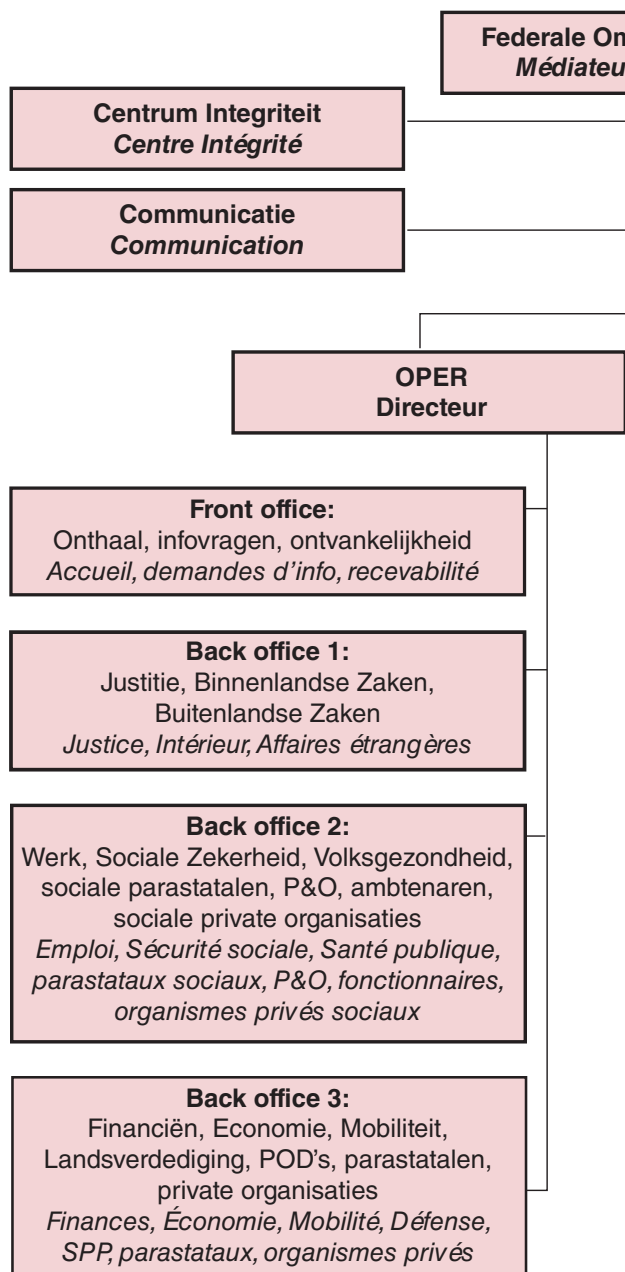 Federale
Centrum Integriteit
Centre Intégrité
Communicatie
Communication
OPER
Directeur
Front office:
Onthaal, infovragen, ontvankelijkheid
Accueil, demandes d'info, recevabilité
Back office 1:
Justitie, Binnenlandse Zaken,
Buitenlandse Zaken
Justice, Intérieur, Affaires étrangères
Back office 2:
Werk, Sociale Zekerheid, Volksgezondheid,
sociale parastatalen, P&O, ambtenaren,
sociale private organisaties
Emploi, Sécurité sociale, Santé publique,
parastataux sociaux, P&O, fonctionnaires,
organismes privés sociaux
Back office 3:
Financiën, Economie, Mobiliteit,
Landsverdediging, POD's, parastatalen,
private organisaties
Finances, Économie, Mobilité, Défense,
SPP, parastataux, organismes privés